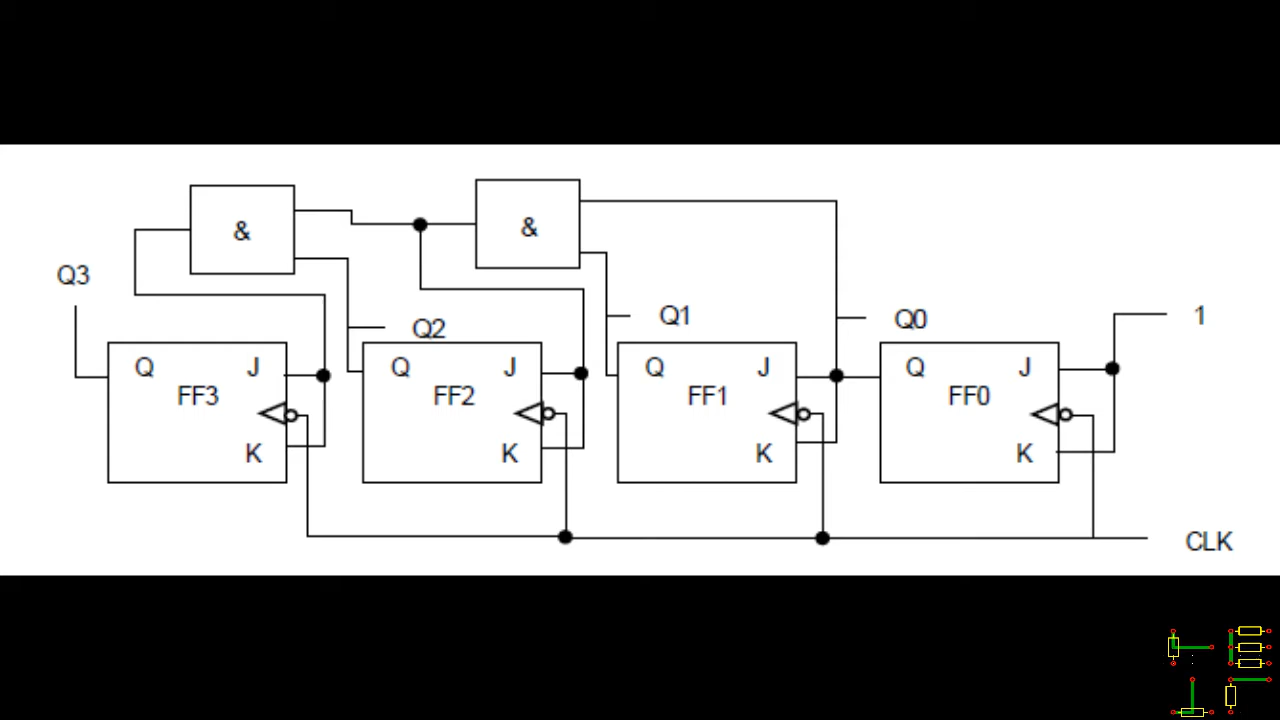 & &
Q3 Q2 Q1 Q0 1
Q J Q J Q J Q J
FF3 FF2 FF1 FF0
K K K K
CLK